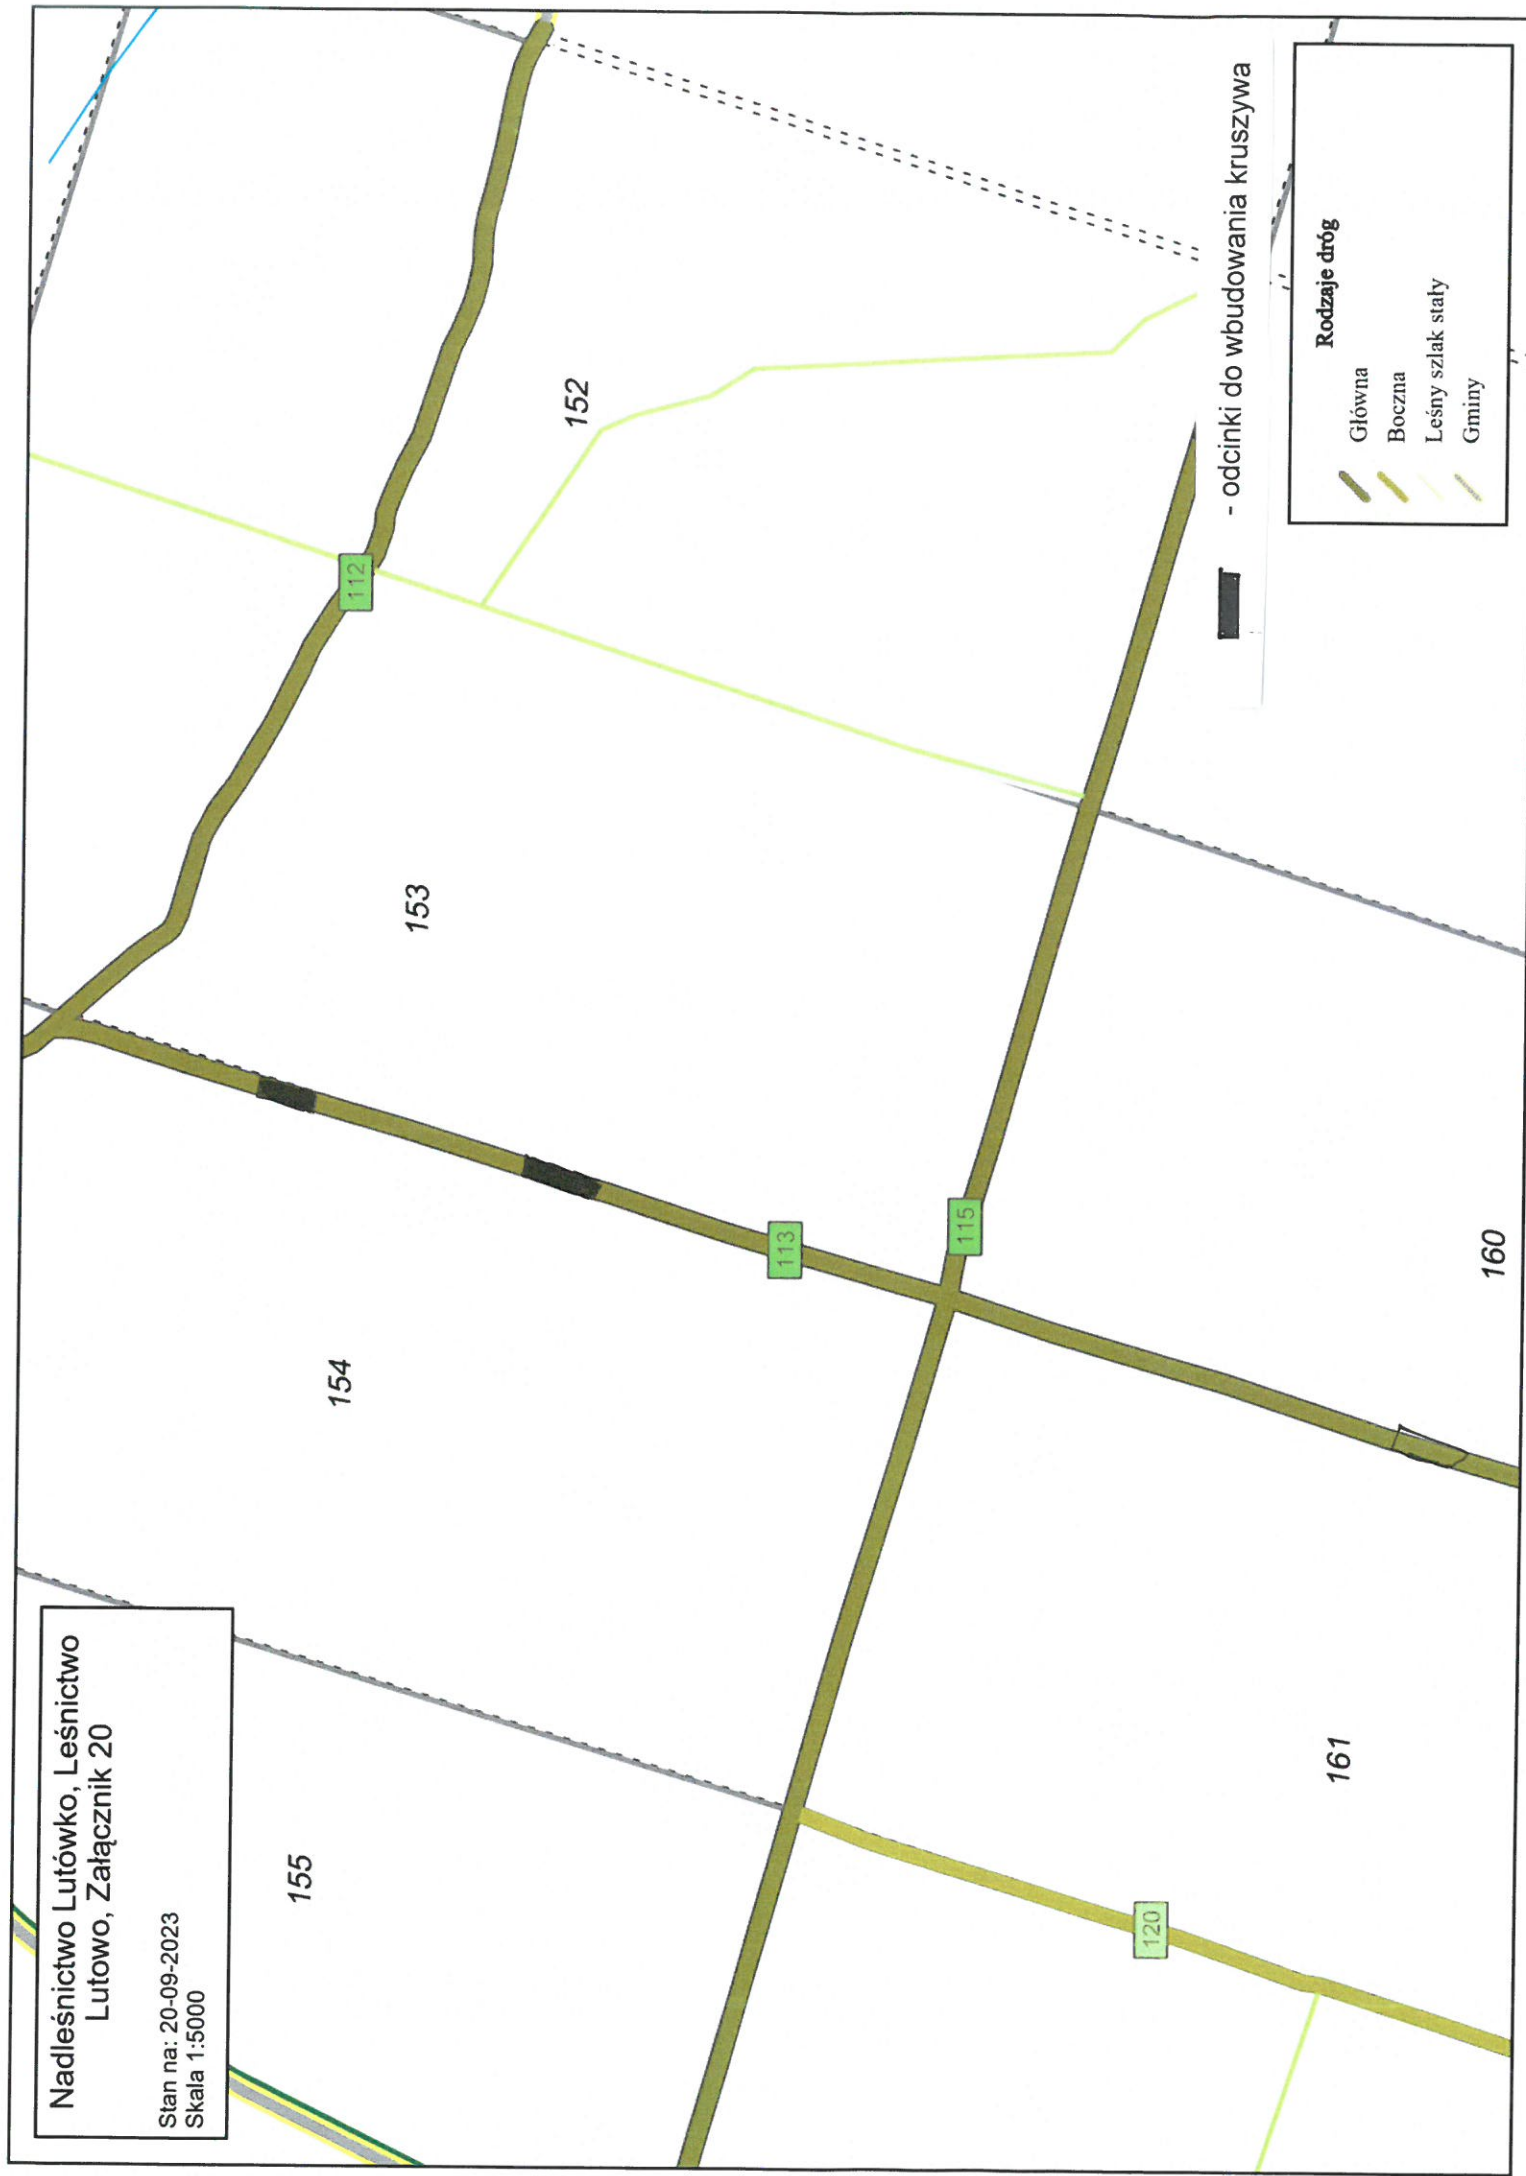 Nadleśnictwo Lutówko, Leśnictwo
Lutowo, Załącznik 20
Stan na: 20-09-2023
Skala 1:5000
155
154
153
152
112
113
115
120
161
160
- odcinki do wbudowania kruszywa
Rodzaje dróg
Główna
Boczna
Leśny szlak stały
Gminy